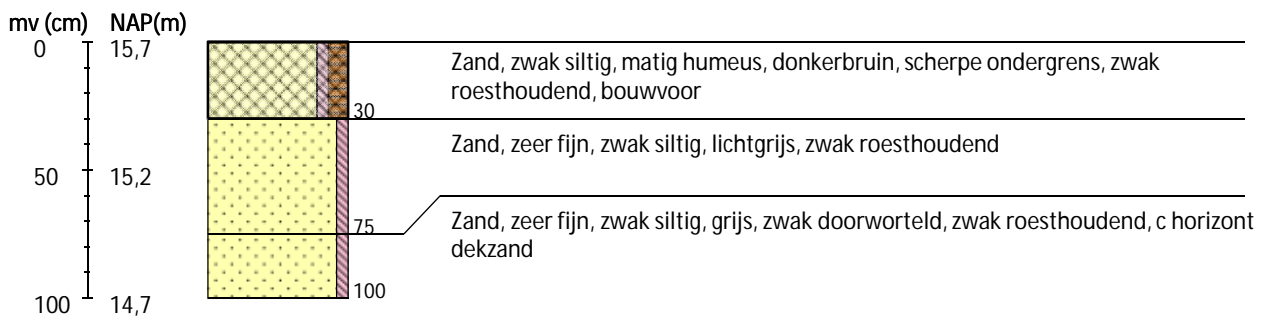 mv (cm) NAP(m)
0 15,7
Zand, zwak siltig, matig humeus, donkerbruin, scherpe ondergrens, zwak
roesthoudend, bouwvoor
30
Zand, zeer fijn, zwak siltig, lichtgrijs, zwak roesthoudend
50 15,2
75
Zand, zeer fijn, zwak siltig, grijs, zwak doorworteld, zwak roesthoudend, c horizont
dekzand
100
100 14,7